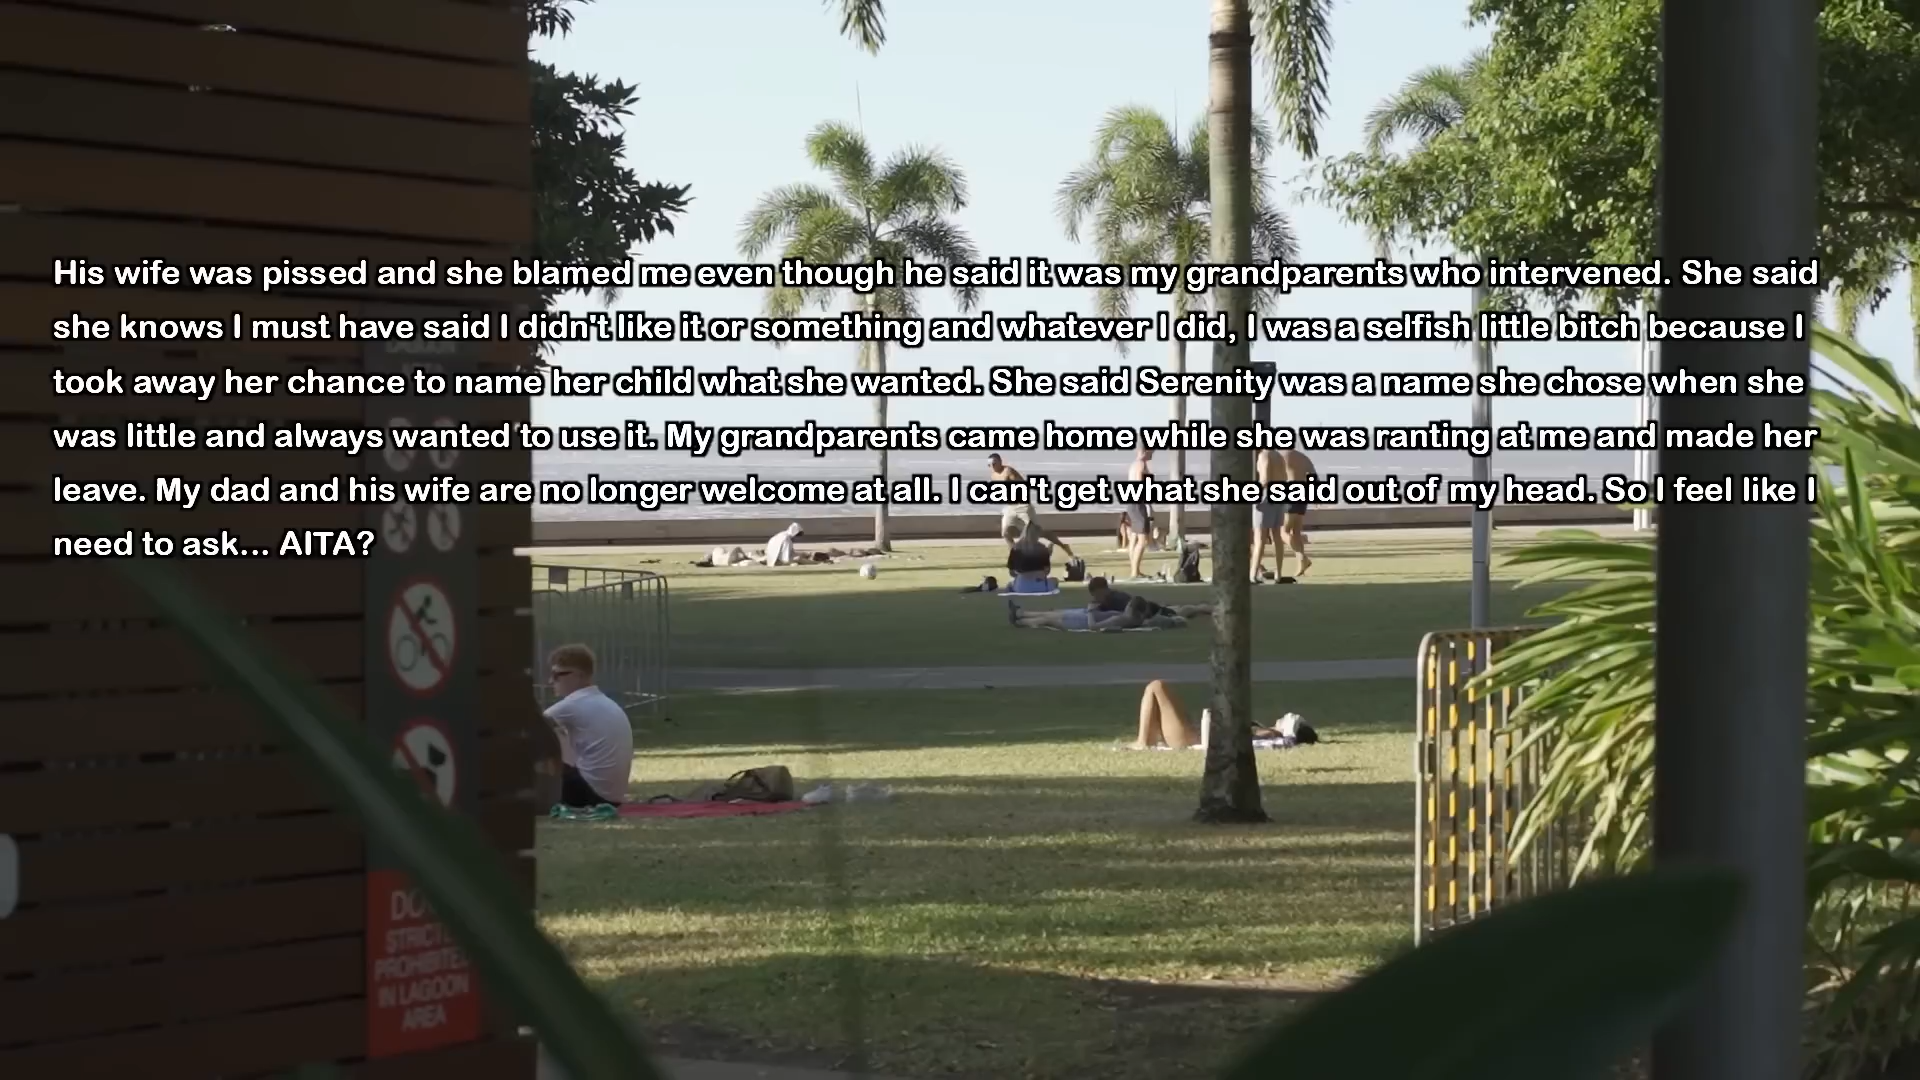 His wife was pissed and she blamed me even though he said it was my grandparents who intervened. She said
she knows I must have said I didn't like it or something and whatever I did, I was a selfish little bitch because I
took away her chance to name her child what she wanted. She said Serenity was a name she chose when she
was little and always wanted to use it. My grandparents came home while she was ranting at me and made her
leave. My dad and his wife are no longer welcome at all. I can't get what she said out of my head. So I feel like I
need to ask... AITA?
STRICTLY
PROHIBITED
IN LAGOON
AREA